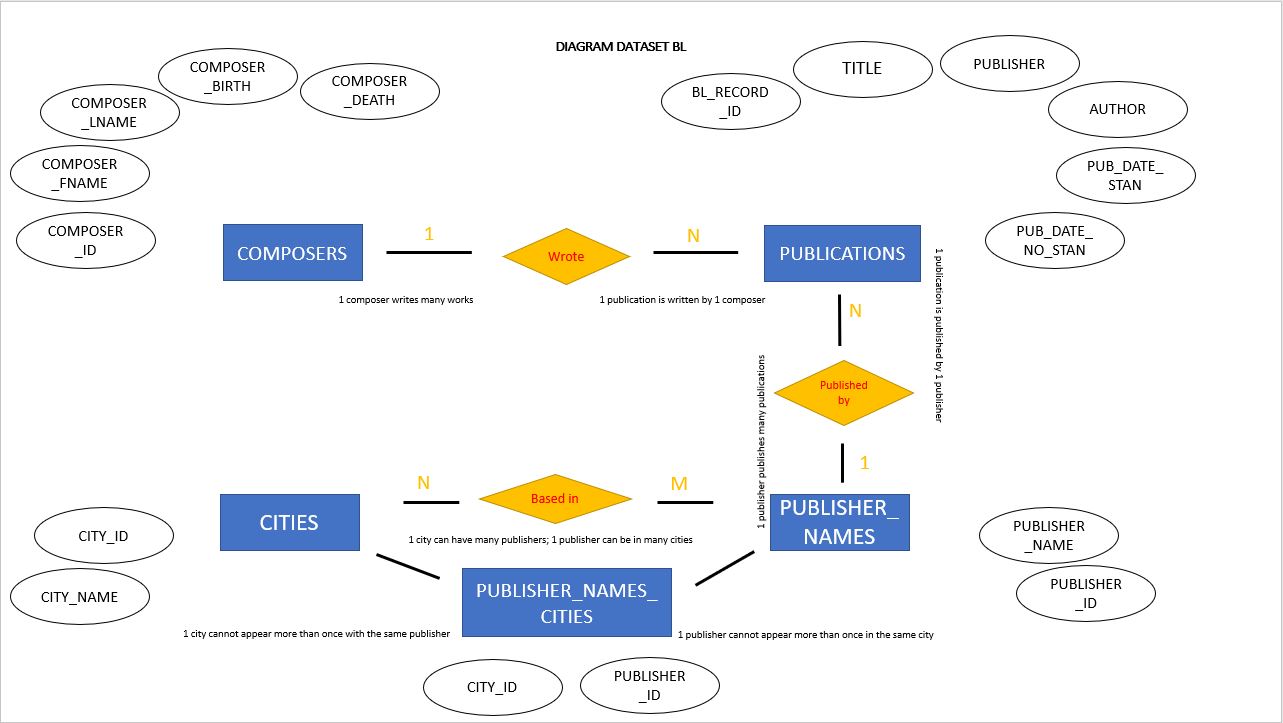 DIAGRAM DATASET BL
COMPOSER
_BIRTH
COMPOSER
_DEATH
COMPOSER
_LNAME
COMPOSER
_FNAME
COMPOSER
_ID
BL_RECORD
_ID
TITLE
PUBLISHER
AUTHOR
PUB_DATE_
STAN
PUB_DATE_
NO_STAN
COMPOSERS
1
Wrote
N
PUBLICATIONS
1 composer writes many works
1 publication is written by 1 composer
1 publication is published by 1 publisher
N
Published
by
1 publisher publishes many publications
1
CITIES
N
Based in
M
PUBLISHER_
NAMES
1 city can have many publishers; 1 publisher can be in many cities
CITY_ID
CITY_NAME
PUBLISHER
_NAME
PUBLISHER
_ID
PUBLISHER_NAMES_
CITIES
1 city cannot appear more than once with the same publisher
1 publisher cannot appear more than once in the same city
CITY_ID
PUBLISHER
_ID